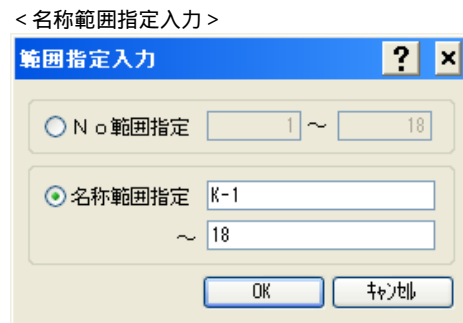 <名称範囲指定入力>
範囲指定入力 ? ×
No範囲指定 1 ～ 18
名称範囲指定 K-1
～ 18
OK ｷｬﾝｾﾙ